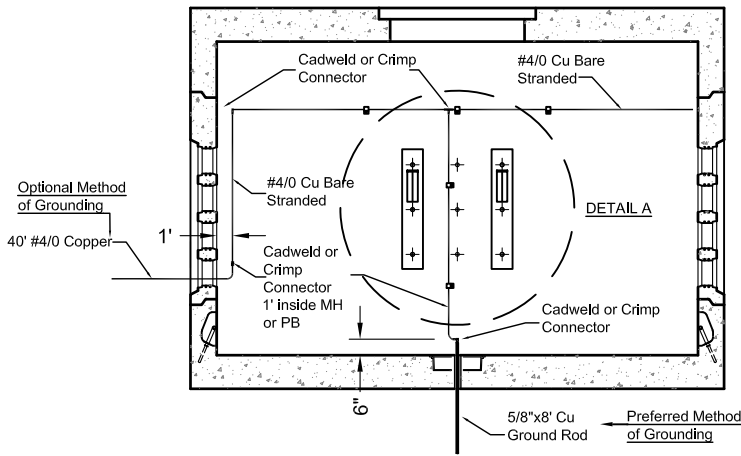 Cadweld or Crimp
Connector
#4/0 Cu Bare
Stranded
#4/0 Cu Bare
Stranded
Optional Method
of Grounding
40' #4/0 Copper
1'
DETAIL A
Cadweld or
Crimp
Connector
1' inside MH
or PB
Cadweld or Crimp
Connector
6"
5/8"x8' Cu
Ground Rod
Preferred Method
of Grounding